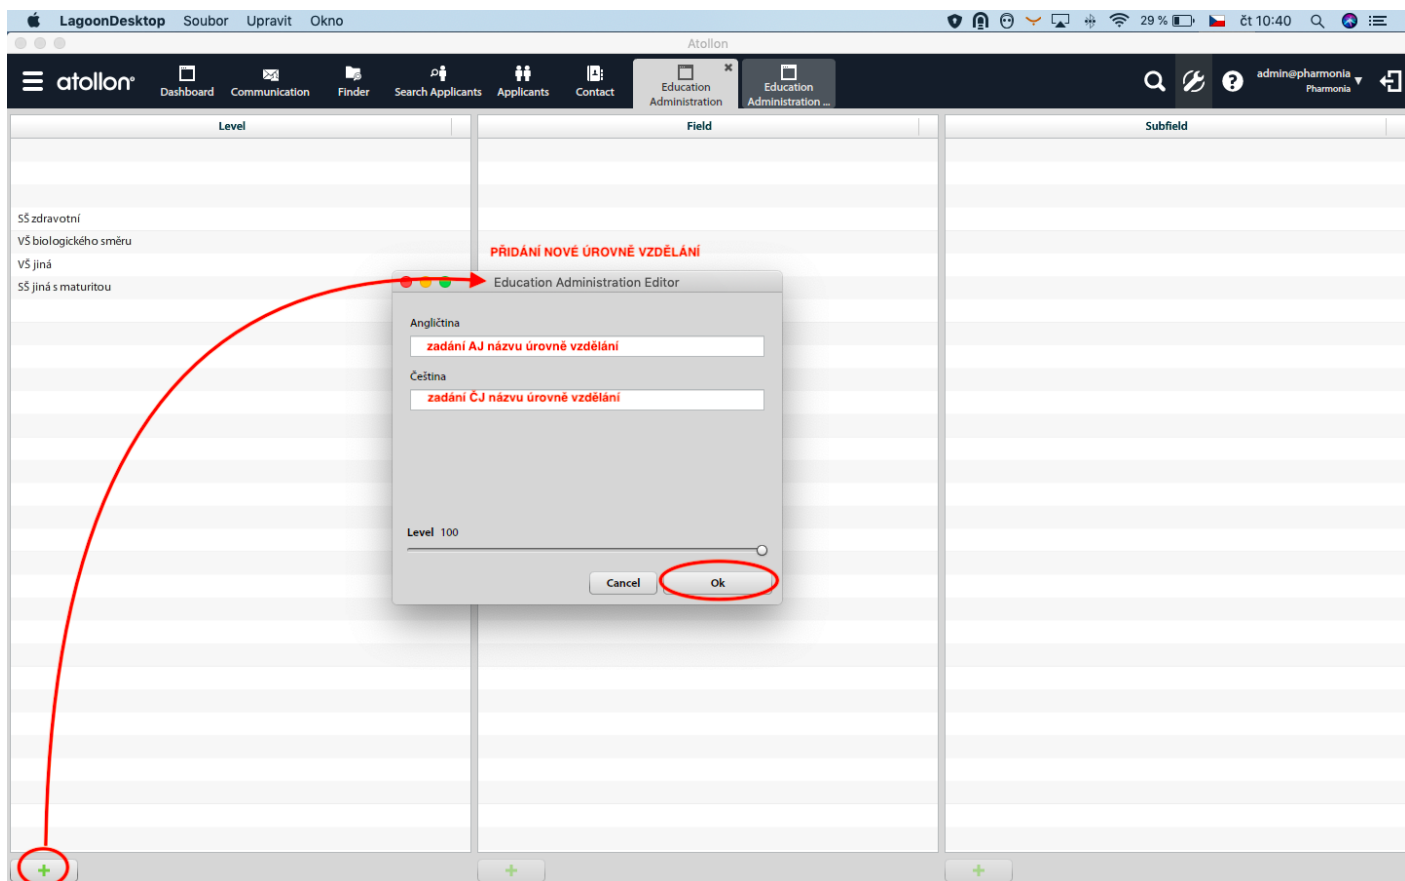 LagoonDesktop Soubor Upravit Okno 29 % čt 10:40
Atollon
atollon Dashboard Communication Finder Search Applicants Applicants Contact Education Administration Education Administration ... admin@pharmonia Pharmonia
Level Field Subfield
SŠ zdravotní
VŠ biologického směru
VŠ jiná
SŠ jiná s maturitou
PŘIDÁNÍ NOVÉ ÚROVNĚ VZDĚLÁNÍ
Education Administration Editor
Angličtina
zadání AJ názvu úrovně vzdělání
Čeština
zadání ČJ názvu úrovně vzdělání
Level 100
Cancel Ok